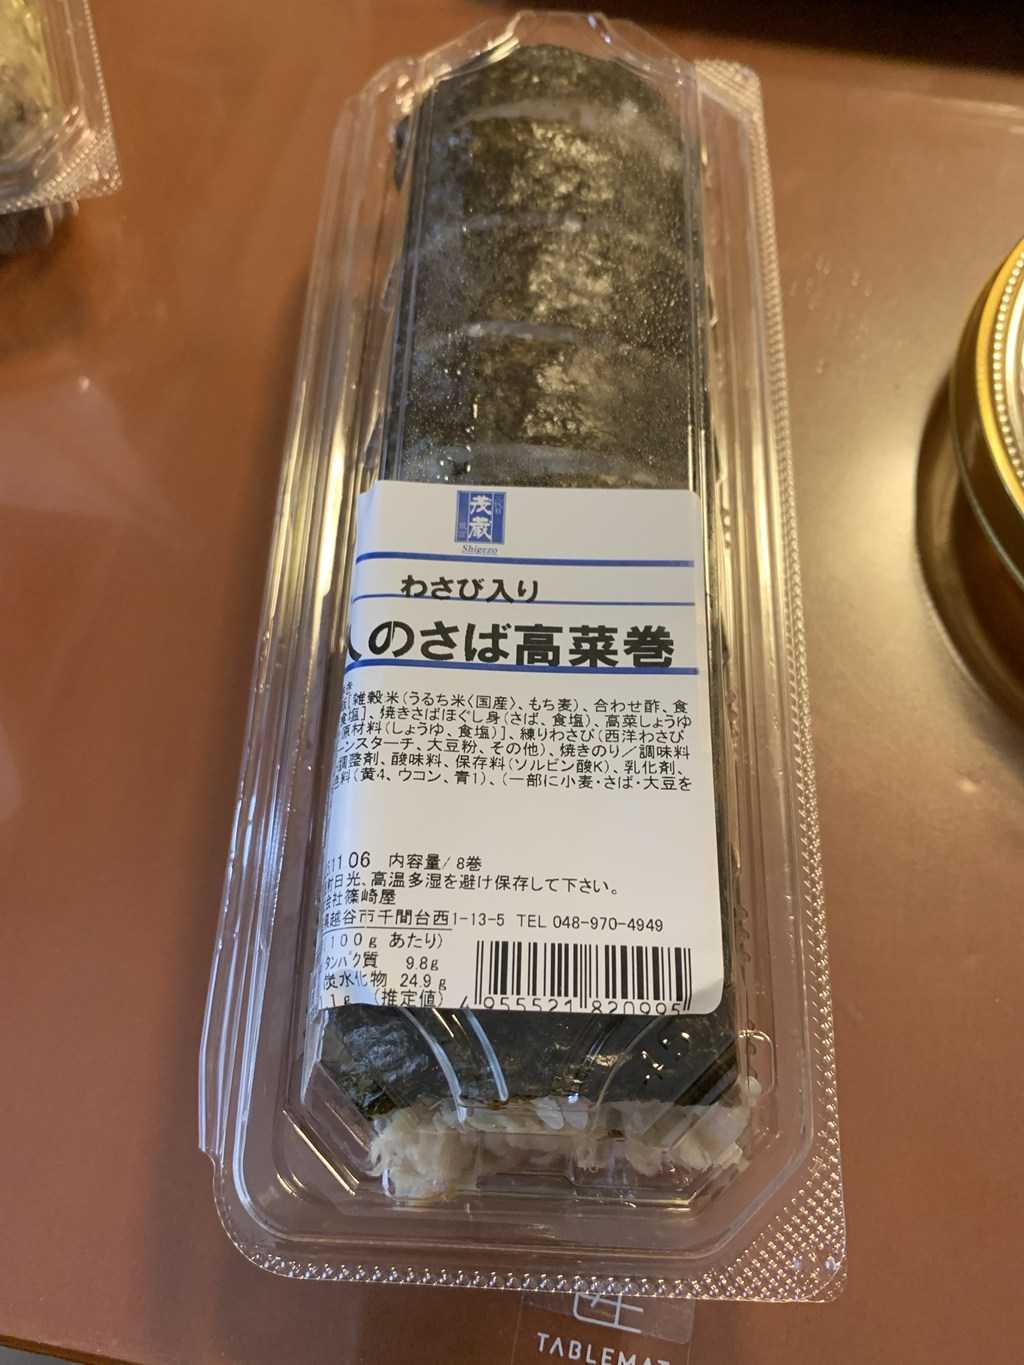 茂蔵
Shigezo
わさび入り
のさば高菜巻
[雑穀米(うるち米〈国産〉、もち麦)、合わせ酢、食
食塩]、焼きさばほぐし身(さば、食塩)、高菜しょうゆ
原材料(しょうゆ、食塩)]、練りわさび(西洋わさび
ーンスターチ、大豆粉、その他)、焼きのり／調味料
調整剤、酸味料、保存料(ソルビン酸K)、乳化剤、
色料(黄4、ウコン、青1)、(一部に小麦・さば・大豆を
1106 内容量/8巻
日光、高温多湿を避け保存して下さい。
会社篠崎屋
越谷市千間台西1-13-5 TEL 048-970-4949
100g あたり)
タンパク質 9.8g
炭水化物 24.9g
1g (推定値)
4 955521 820995
TABLEMAT